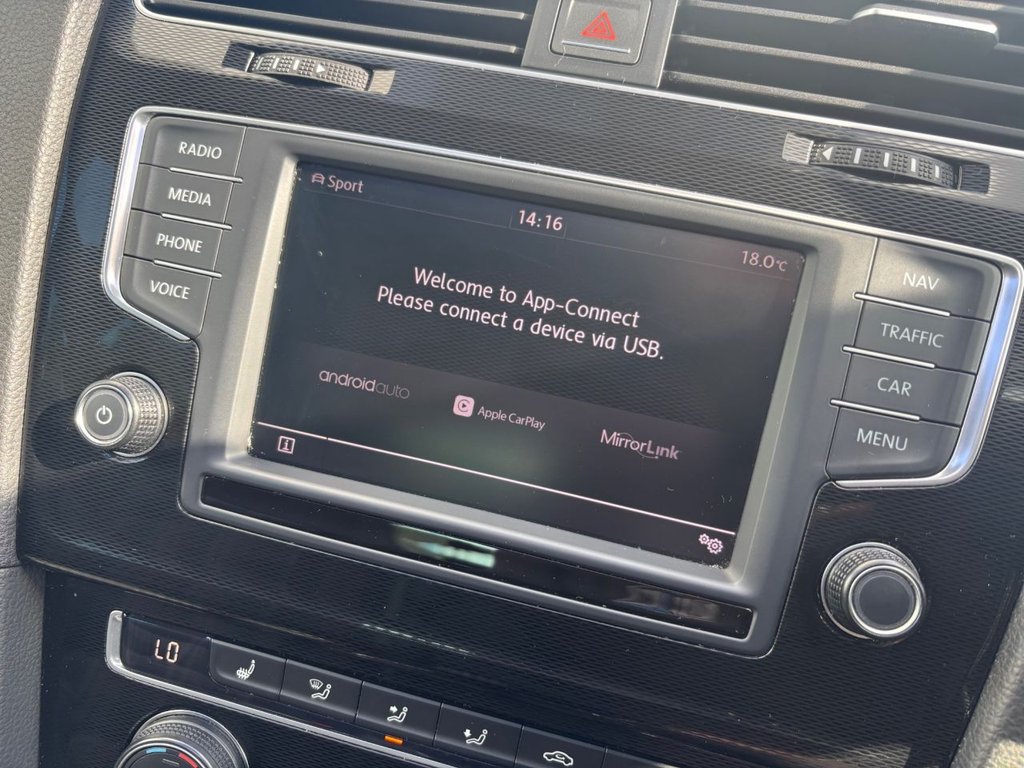 RADIO
MEDIA
PHONE
VOICE
Sport
14:16
18.0°C
Welcome to App-Connect
Please connect a device via USB.
androidauto
Apple CarPlay
MirrorLink
i
NAV
TRAFFIC
CAR
MENU
LO